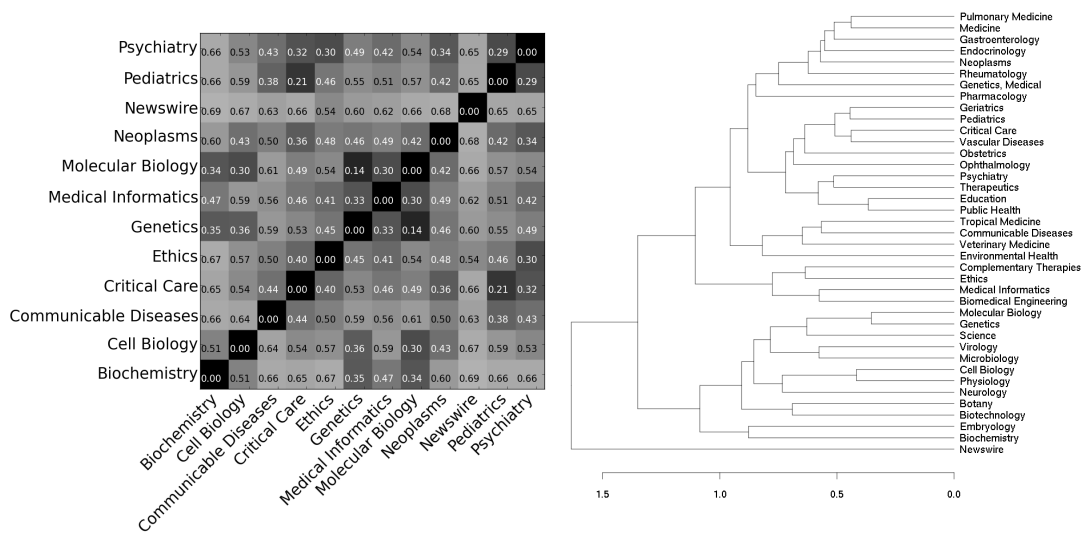 Psychiatry 0.66 0.53 0.43 0.32 0.30 0.49 0.42 0.54 0.34 0.65 0.29 0.00
Pediatrics 0.66 0.59 0.38 0.21 0.46 0.55 0.51 0.57 0.42 0.65 0.00 0.29
Newswire 0.69 0.67 0.63 0.66 0.54 0.60 0.62 0.66 0.68 0.00 0.65 0.65
Neoplasms 0.60 0.43 0.50 0.36 0.48 0.46 0.49 0.42 0.00 0.68 0.42 0.34
Molecular Biology 0.34 0.30 0.61 0.49 0.54 0.14 0.30 0.00 0.42 0.66 0.57 0.54
Medical Informatics 0.47 0.59 0.56 0.46 0.41 0.33 0.00 0.30 0.49 0.62 0.51 0.42
Genetics 0.35 0.36 0.59 0.53 0.45 0.00 0.33 0.14 0.46 0.60 0.55 0.49
Ethics 0.67 0.57 0.50 0.40 0.00 0.45 0.41 0.54 0.48 0.54 0.46 0.30
Critical Care 0.65 0.54 0.44 0.00 0.40 0.53 0.46 0.49 0.36 0.66 0.21 0.32
Communicable Diseases 0.66 0.64 0.00 0.44 0.50 0.59 0.56 0.61 0.50 0.63 0.38 0.43
Cell Biology 0.51 0.00 0.64 0.54 0.57 0.36 0.59 0.30 0.43 0.67 0.59 0.53
Biochemistry 0.00 0.51 0.66 0.65 0.67 0.35 0.47 0.34 0.60 0.69 0.66 0.66
Biochemistry
Cell Biology
Communicable Diseases
Critical Care
Ethics
Genetics
Medical Informatics
Molecular Biology
Neoplasms
Newswire
Pediatrics
Psychiatry
Pulmonary Medicine
Medicine
Gastroenterology
Endocrinology
Neoplasms
Rheumatology
Genetics, Medical
Pharmacology
Geriatrics
Pediatrics
Critical Care
Vascular Diseases
Obstetrics
Ophthalmology
Psychiatry
Therapeutics
Education
Public Health
Tropical Medicine
Communicable Diseases
Veterinary Medicine
Environmental Health
Complementary Therapies
Ethics
Medical Informatics
Biomedical Engineering
Molecular Biology
Genetics
Science
Virology
Microbiology
Cell Biology
Physiology
Neurology
Botany
Biotechnology
Embryology
Biochemistry
Newswire
1.5 1.0 0.5 0.0